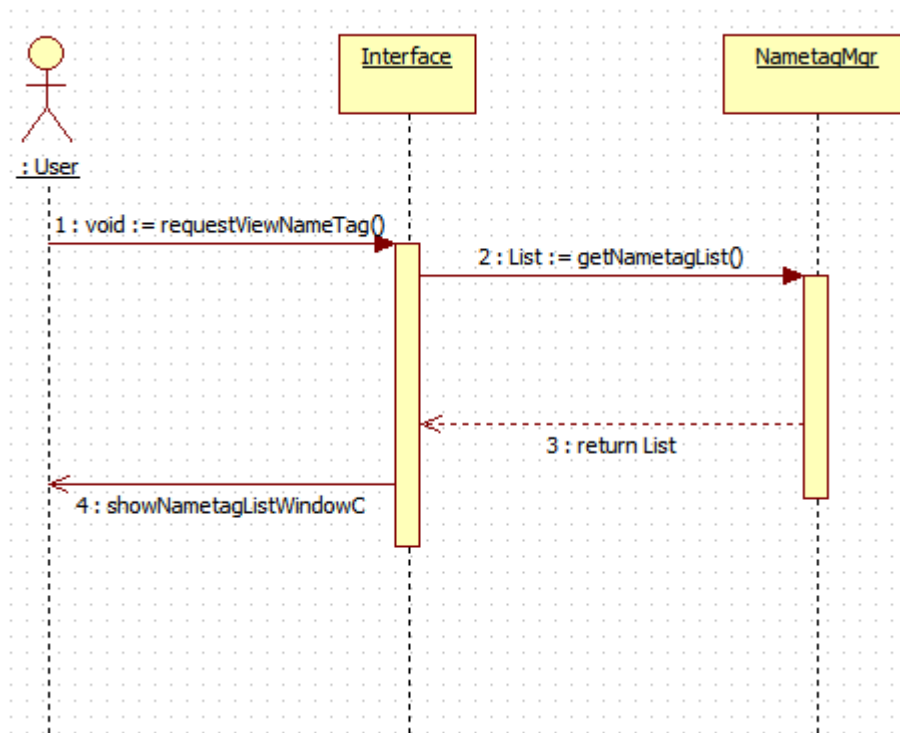 Interface
NametagMgr
: User
1 : void := requestViewNameTag()
2 : List := getNametagList()
3 : return List
4 : showNametagListWindowC